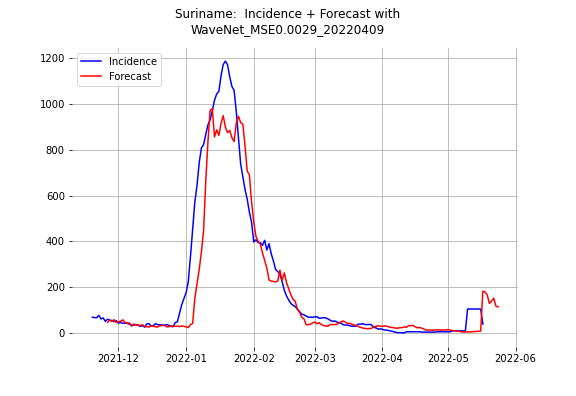 Suriname:  Incidence + Forecast with
WaveNet_MSE0.0029_20220409
Incidence
Forecast
1200
1000
800
600
400
200
0
2021-12 2022-01 2022-02 2022-03 2022-04 2022-05 2022-06